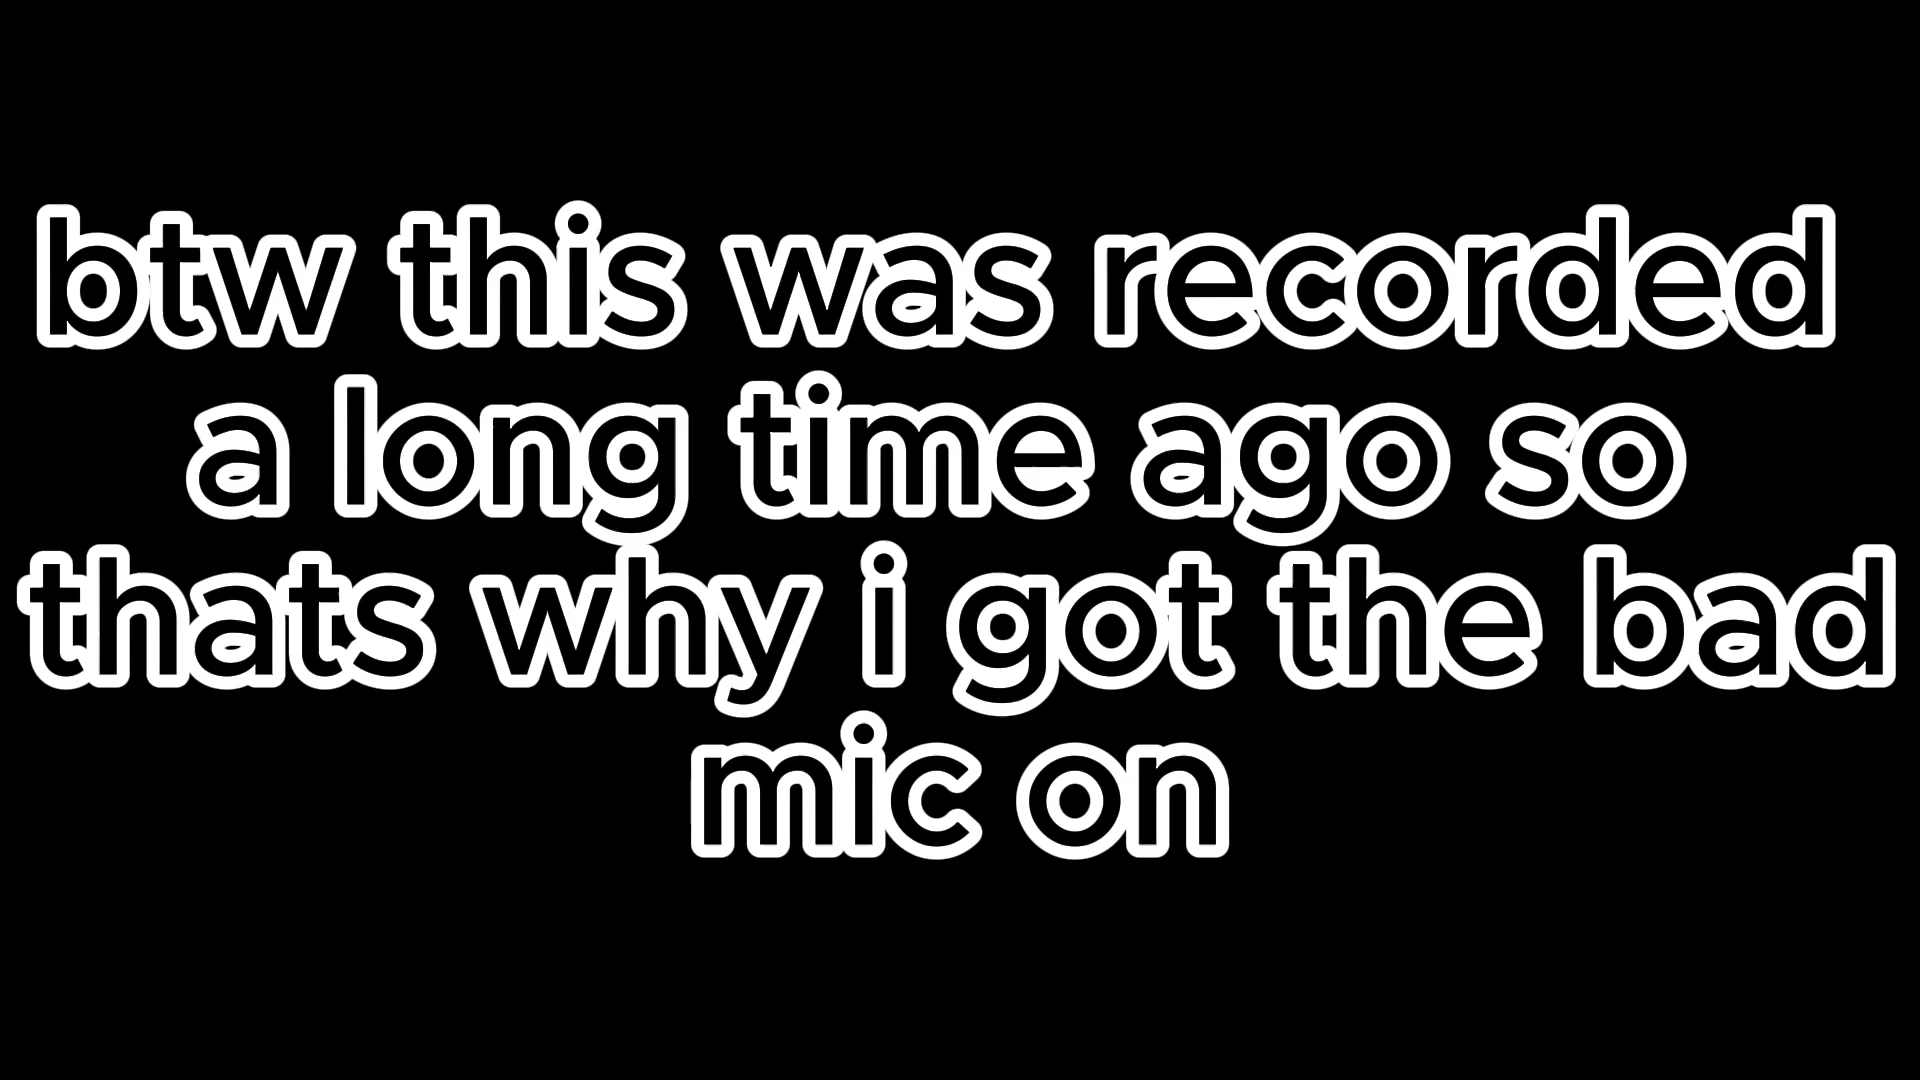 btw this was recorded
a long time ago so
thats why i got the bad
mic on